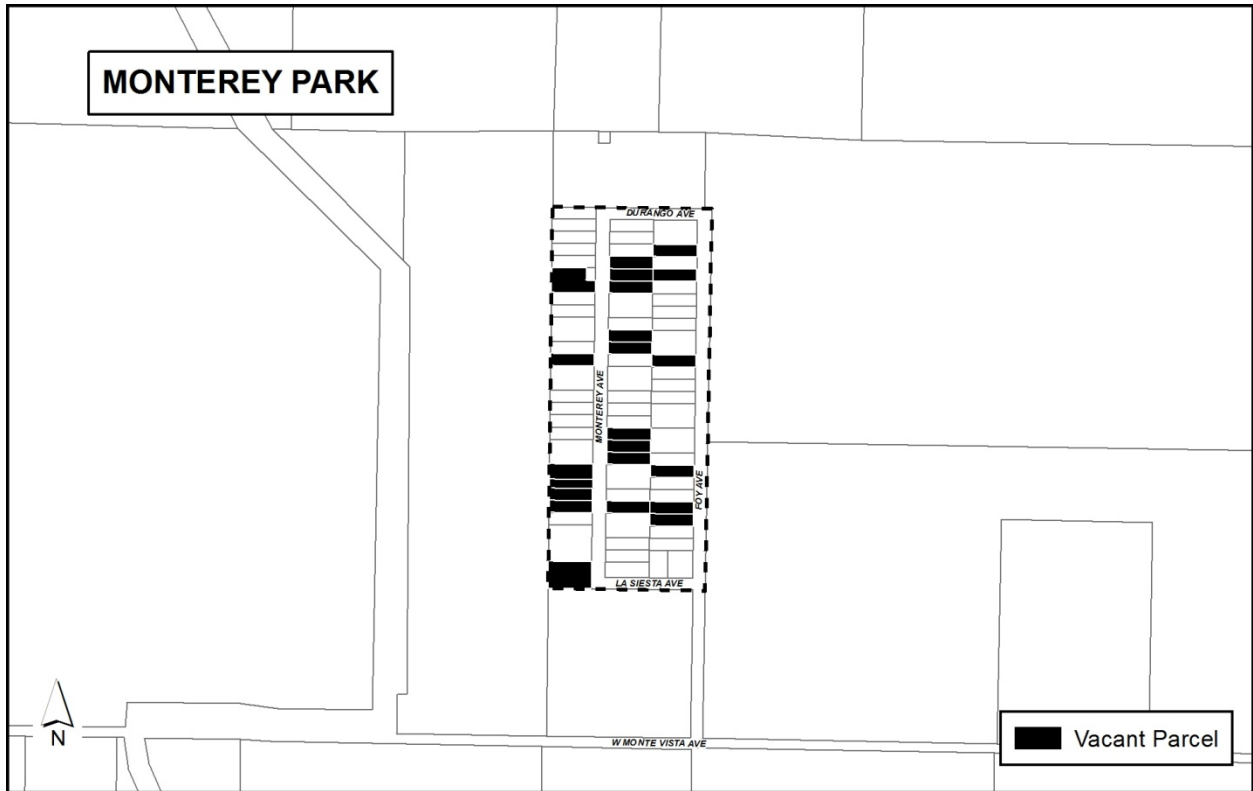 MONTEREY PARK
DURANGO AVE
MONTEREY AVE
FOY AVE
LA SIESTA AVE
W MONTE VISTA AVE
N
Vacant Parcel